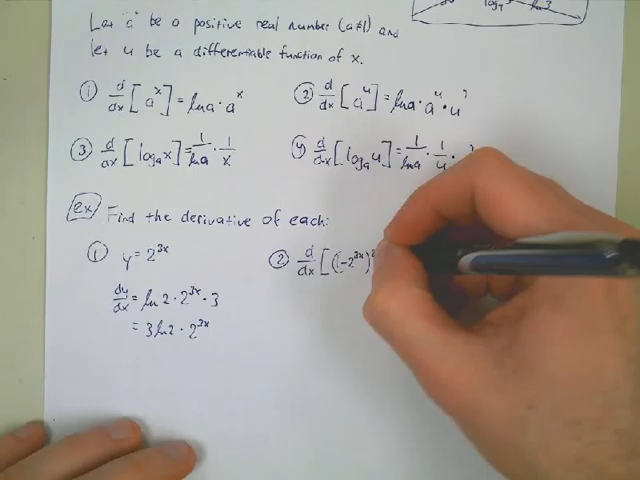 Let a be a positive real number (a≠1) and
let u be a differentiable function of x.
① d/dx [a^x] = ln a · a^x
② d/dx [a^u] = ln a · a^u · u'
③ d/dx [log_a x] = 1/ln a · 1/x
④ d/dx [log_a u] = 1/ln a · 1/u ·
ex Find the derivative of each:
① y = 2^3x
② d/dx [(1-2^3x)^2
dy/dx = ln 2 · 2^3x · 3
= 3 ln 2 · 2^3x